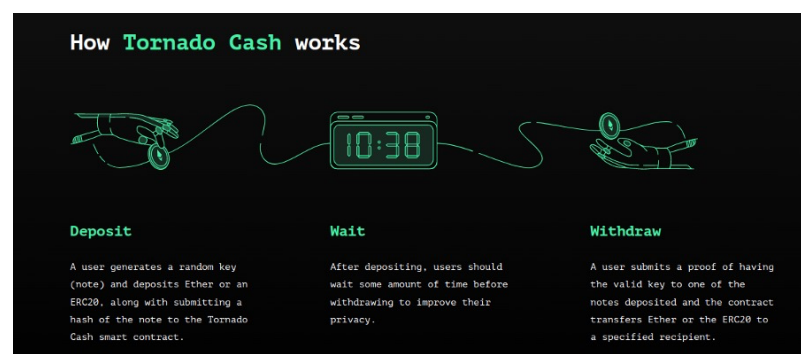 How Tornado Cash works
10:38
Deposit
A user generates a random key
(note) and deposits Ether or an
ERC20, along with submitting a
hash of the note to the Tornado
Cash smart contract.
Wait
After depositing, users should
wait some amount of time before
withdrawing to improve their
privacy.
Withdraw
A user submits a proof of having
the valid key to one of the
notes deposited and the contract
transfers Ether or the ERC20 to
a specified recipient.